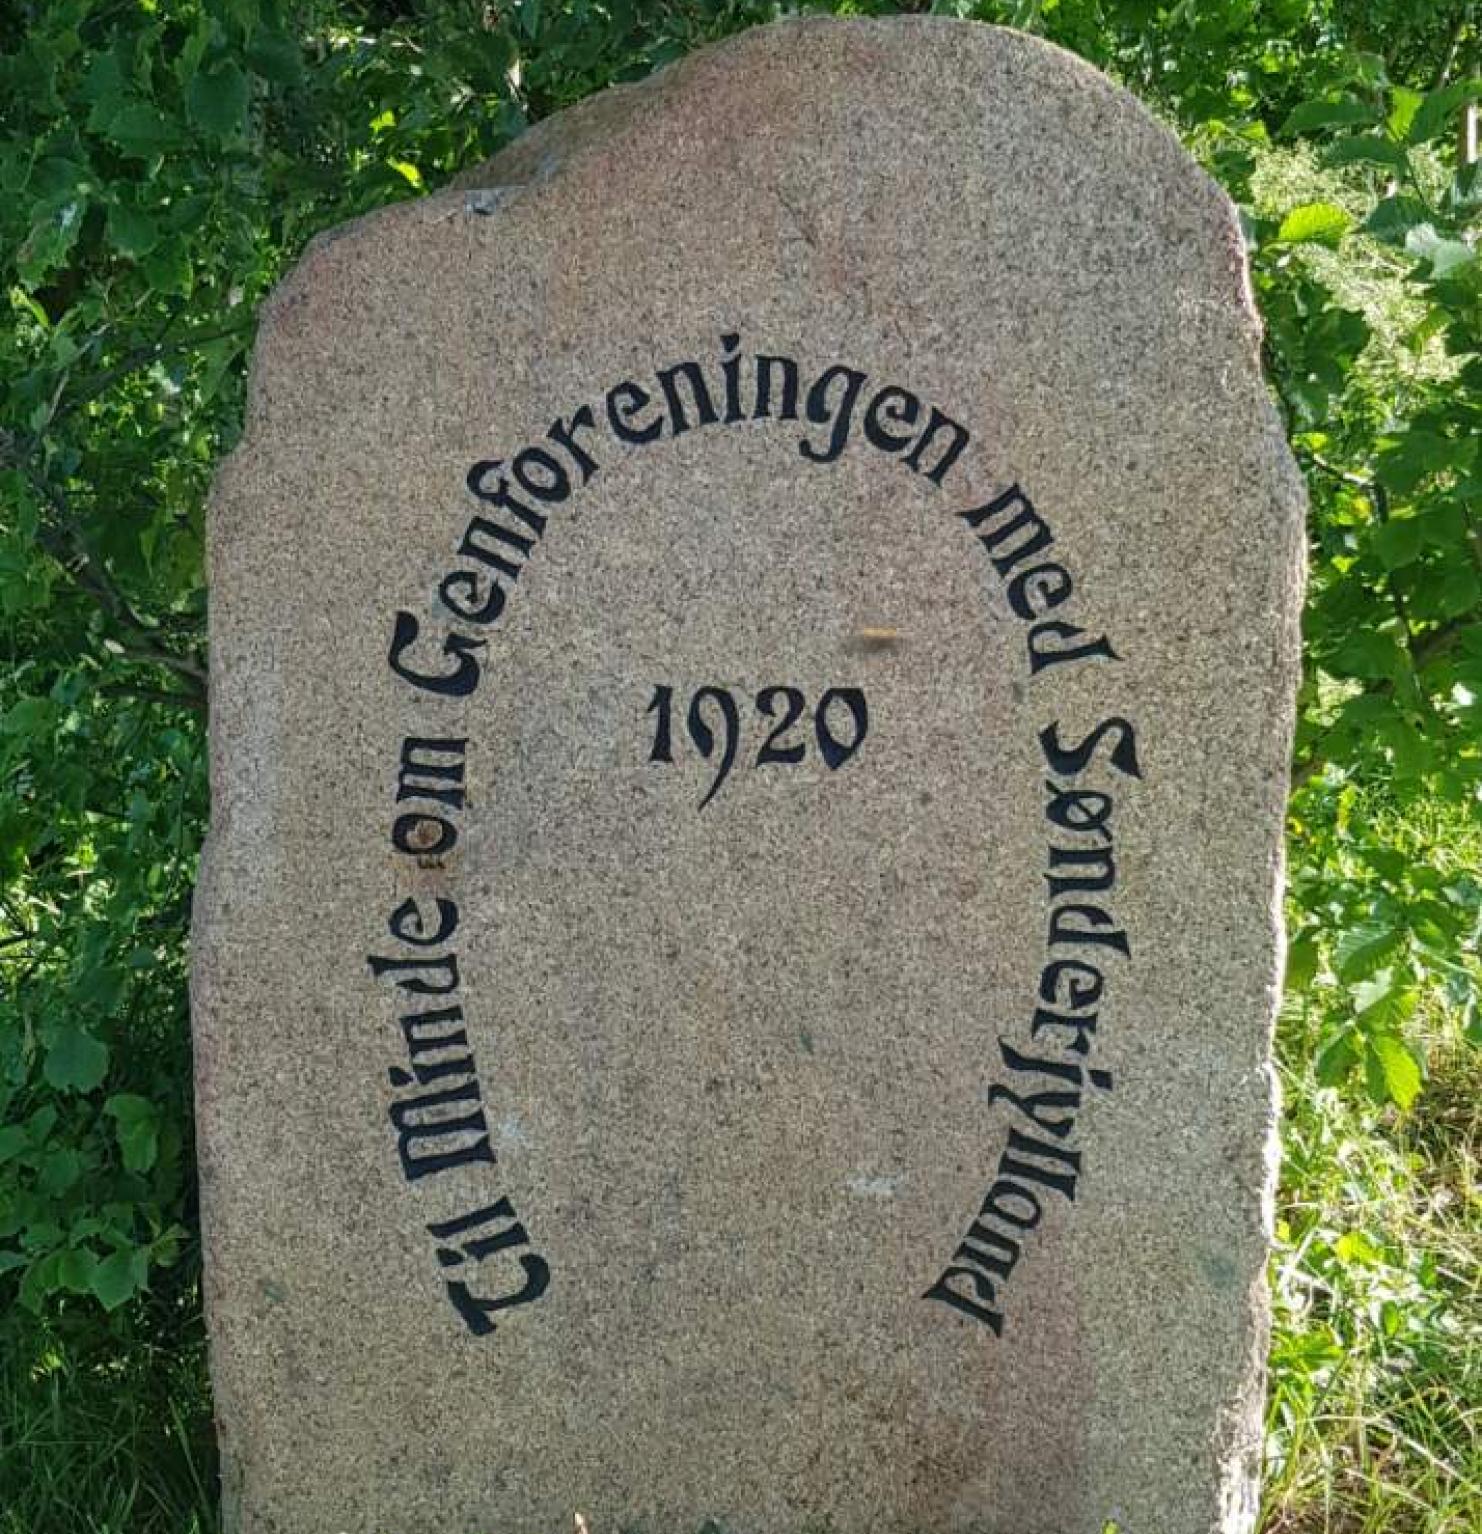 Til Minde om Genforeningen med Sønderjylland
1920